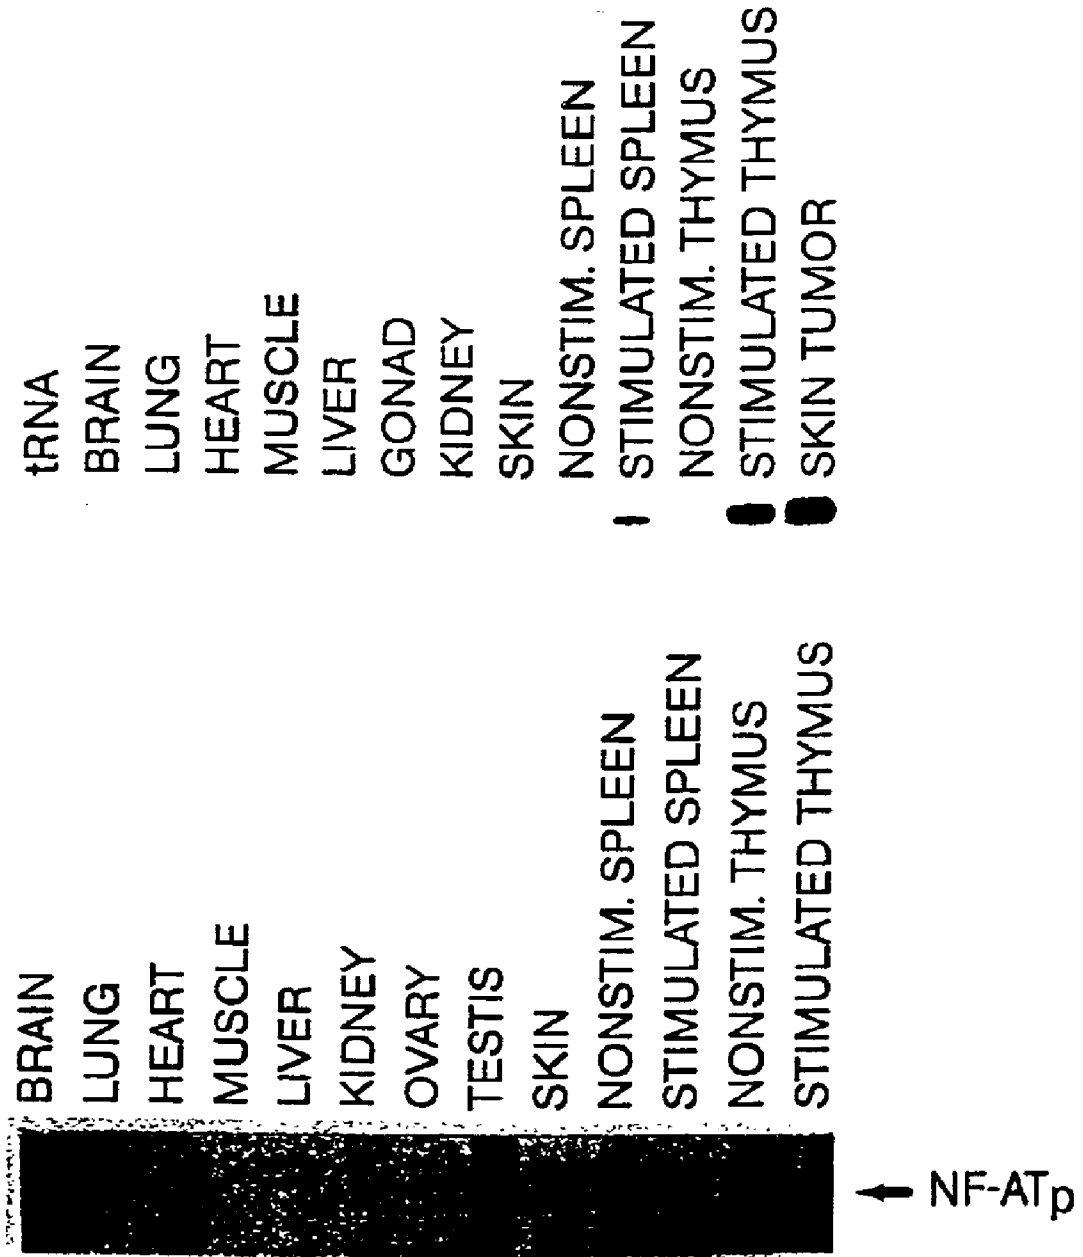 tRNA
BRAIN
LUNG
HEART
MUSCLE
LIVER
GONAD
KIDNEY
SKIN
NONSTIM. SPLEEN
STIMULATED SPLEEN
NONSTIM. THYMUS
STIMULATED THYMUS
SKIN TUMOR
BRAIN
LUNG
HEART
MUSCLE
LIVER
KIDNEY
OVARY
TESTIS
SKIN
NONSTIM. SPLEEN
STIMULATED SPLEEN
NONSTIM. THYMUS
STIMULATED THYMUS
NF-ATp